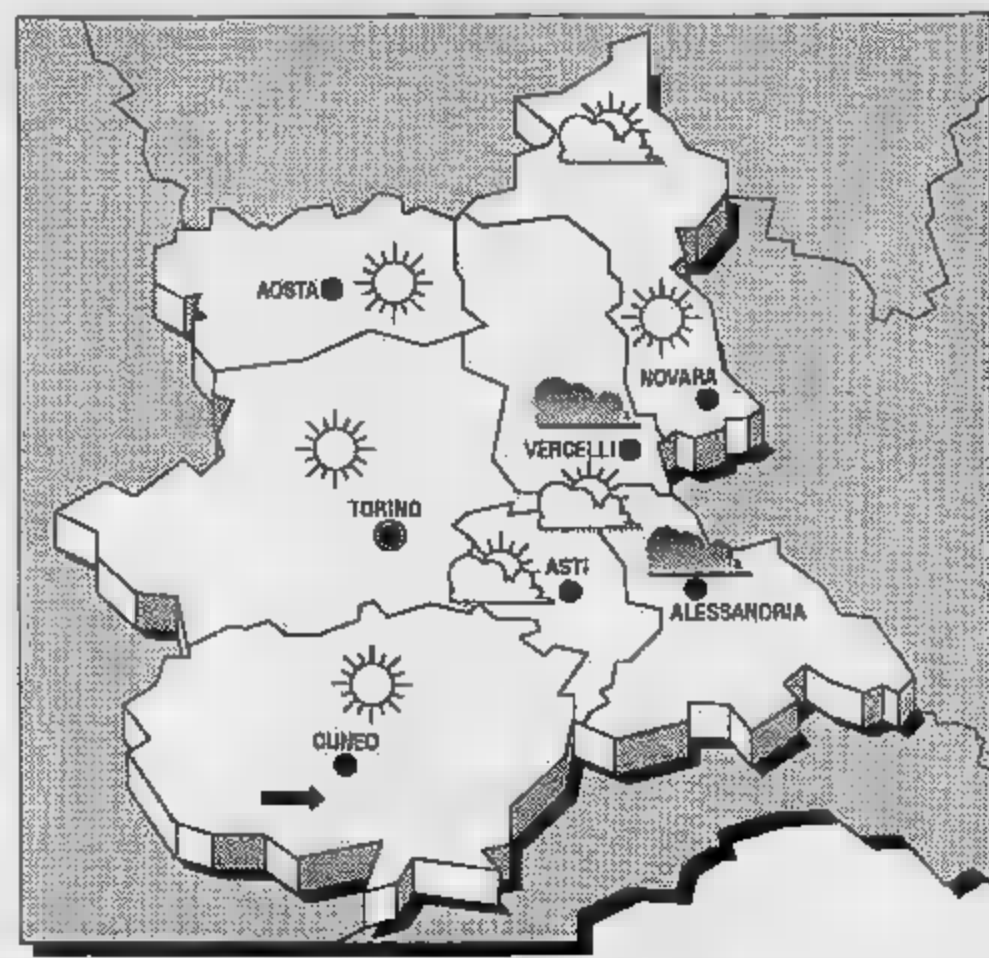 AOSTA
NOVARA
VERCELLI
TORINO
ASTI
ALESSANDRIA
CUNEO